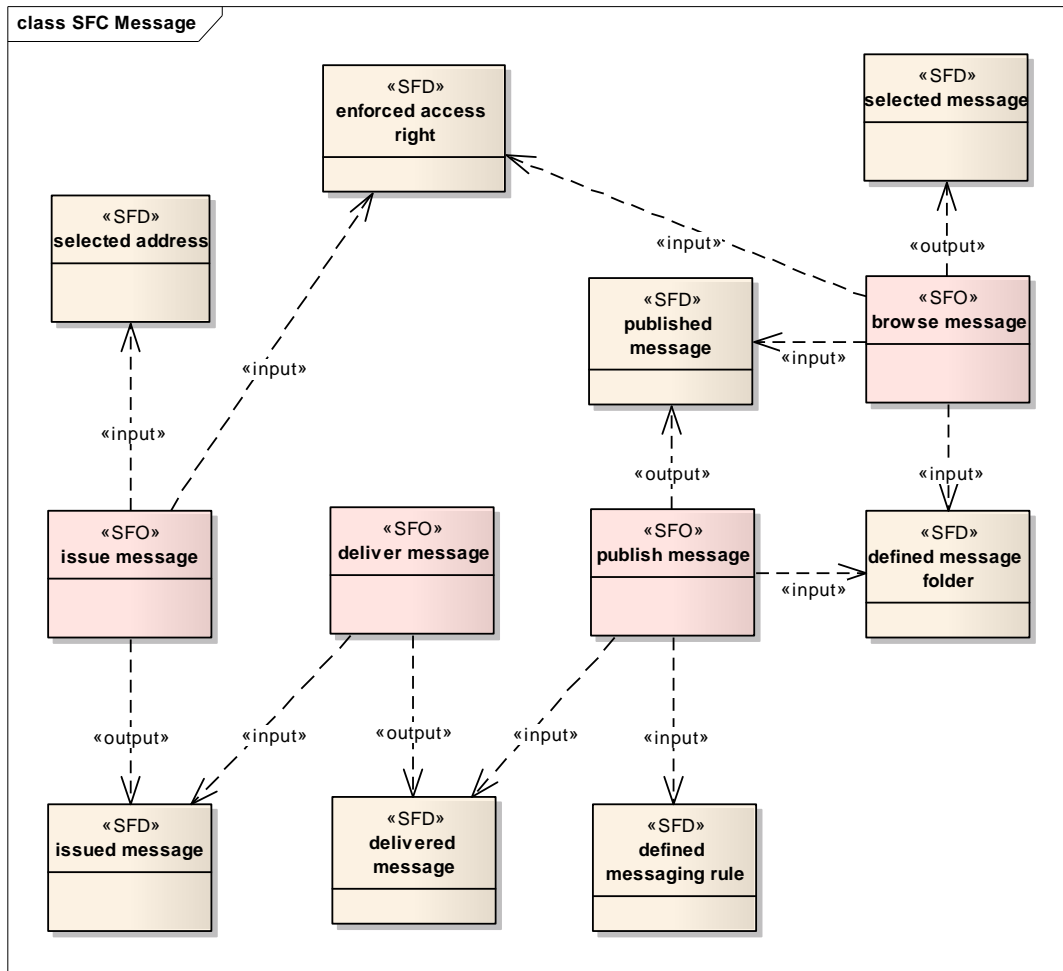 class SFC Message
«SFD»
selected message
«SFD»
enforced access
right
«SFD»
selected address
«input»
«output»
«SFD»
published
message
«SFO»
browse message
«input»
«input»
«input»
«output»
«input»
«SFO»
issue message
«SFO»
deliver message
«SFO»
publish message
«SFD»
defined message
folder
«input»
«output»
«input»
«output»
«input»
«input»
«SFD»
issued message
«SFD»
delivered
message
«SFD»
defined
messaging rule